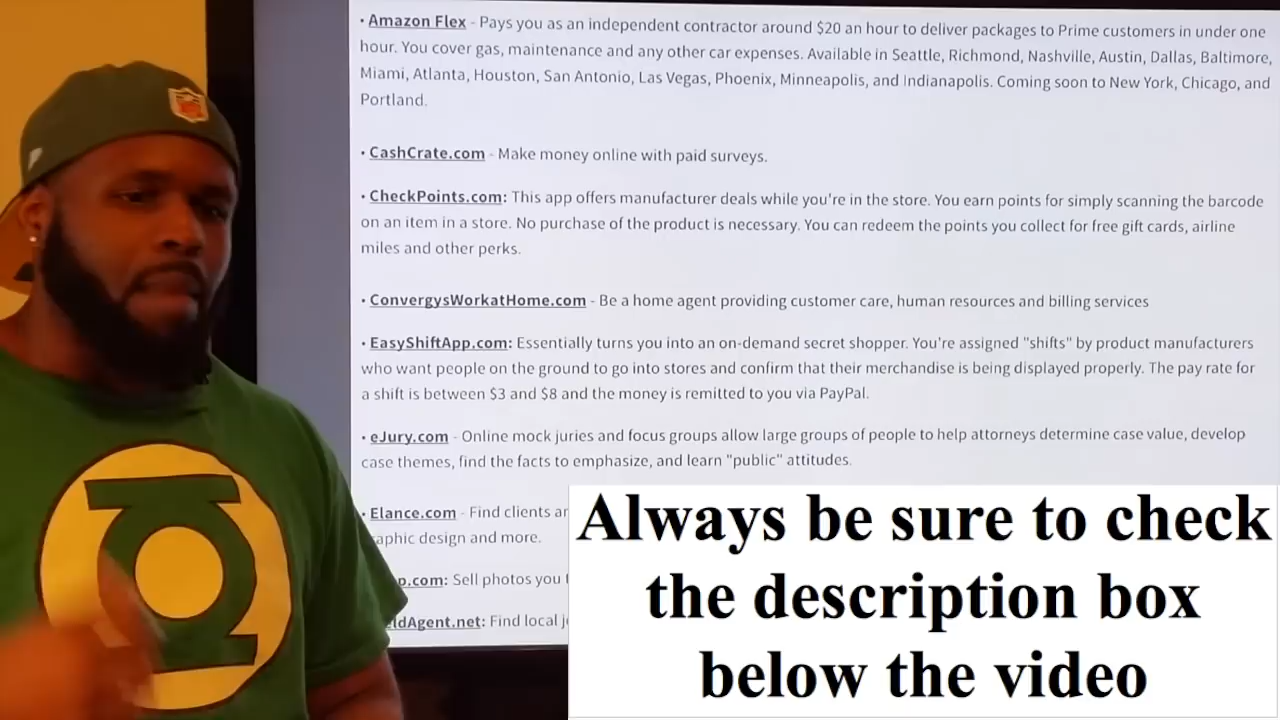 • Amazon Flex - Pays you as an independent contractor around $20 an hour to deliver packages to Prime customers in under one
hour. You cover gas, maintenance and any other car expenses. Available in Seattle, Richmond, Nashville, Austin, Dallas, Baltimore,
Miami, Atlanta, Houston, San Antonio, Las Vegas, Phoenix, Minneapolis, and Indianapolis. Coming soon to New York, Chicago, and
Portland.
• CashCrate.com - Make money online with paid surveys.
• CheckPoints.com: This app offers manufacturer deals while you're in the store. You earn points for simply scanning the barcode
on an item in a store. No purchase of the product is necessary. You can redeem the points you collect for free gift cards, airline
miles and other perks.
• ConvergysWorkatHome.com - Be a home agent providing customer care, human resources and billing services
• EasyShiftApp.com: Essentially turns you into an on-demand secret shopper. You're assigned "shifts" by product manufacturers
who want people on the ground to go into stores and confirm that their merchandise is being displayed properly. The pay rate for
a shift is between $3 and $8 and the money is remitted to you via PayPal.
• eJury.com - Online mock juries and focus groups allow large groups of people to help attorneys determine case value, develop
case themes, find the facts to emphasize, and learn "public" attitudes.
• Elance.com - Find clients
aphic design and more.
p.com: Sell photos you
ldAgent.net: Find local
Always be sure to check
the description box
below the video